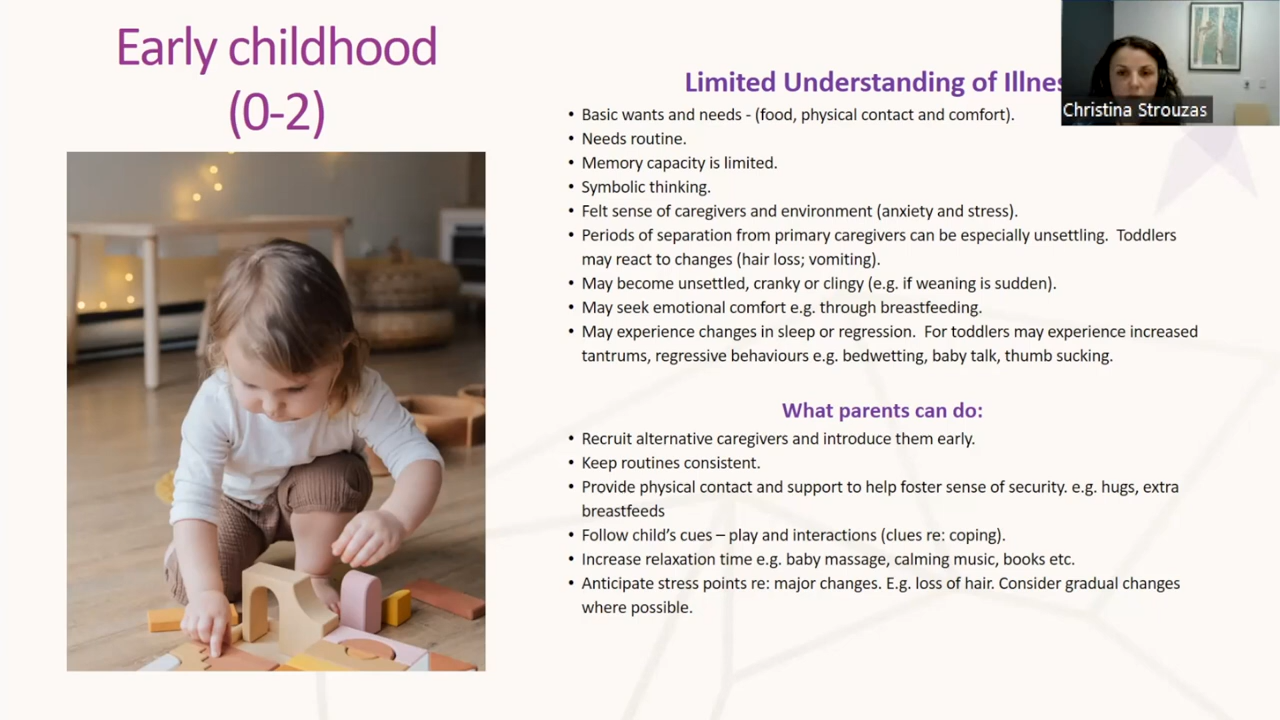 Early childhood
(0-2)
Limited Understanding of
Christina Strouzas
• Basic wants and needs - (food, physical contact and comfort).
• Needs routine.
• Memory capacity is limited.
• Symbolic thinking.
• Felt sense of caregivers and environment (anxiety and stress).
• Periods of separation from primary caregivers can be especially unsettling. Toddlers
may react to changes (hair loss; vomiting).
• May become unsettled, cranky or clingy (e.g. if weaning is sudden).
• May seek emotional comfort e.g. through breastfeeding.
• May experience changes in sleep or regression. For toddlers may experience increased
tantrums, regressive behaviours e.g. bedwetting, baby talk, thumb sucking.
What parents can do:
• Recruit alternative caregivers and introduce them early.
• Keep routines consistent.
• Provide physical contact and support to help foster sense of security. e.g. hugs, extra
breastfeeds
• Follow child’s cues – play and interactions (clues re: coping).
• Increase relaxation time e.g. baby massage, calming music, books etc.
• Anticipate stress points re: major changes. E.g. loss of hair. Consider gradual changes
where possible.